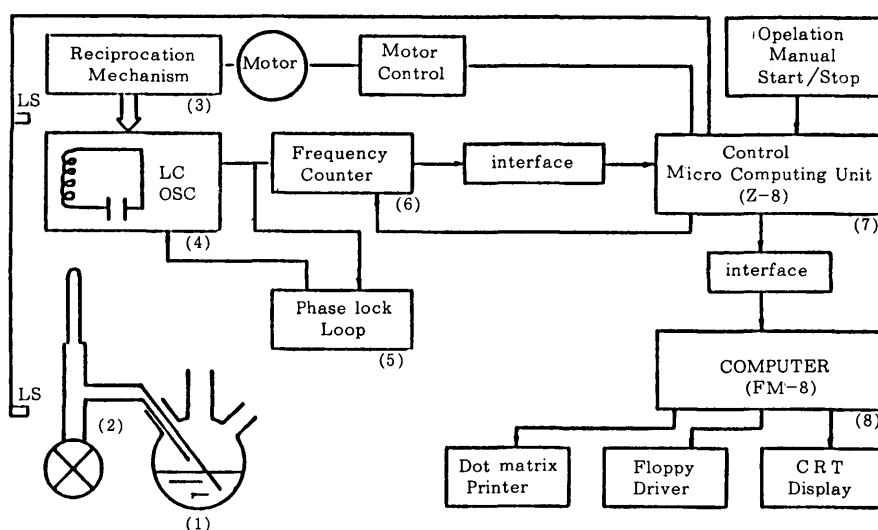 Reciprocation
Mechanism
(3)
Motor
Motor
Control
Opelation
Manual
Start/Stop
LS
LC
OSC
(4)
Frequency
Counter
(6)
interface
Control
Micro Computing Unit
(Z-8)
(7)
interface
Phase lock
Loop
(5)
COMPUTER
(FM-8)
(8)
LS
(2)
(1)
Dot matrix
Printer
Floppy
Driver
CRT
Display